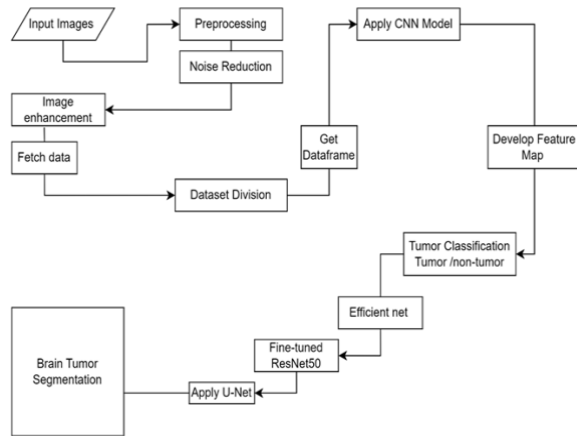 Input Images
Preprocessing
Noise Reduction
Image
enhancement
Fetch data
Dataset Division
Get
Dataframe
Apply CNN Model
Develop Feature
Map
Tumor Classification
Tumor /non-tumor
Efficient net
Fine-tuned
ResNet50
Apply U-Net
Brain Tumor
Segmentation